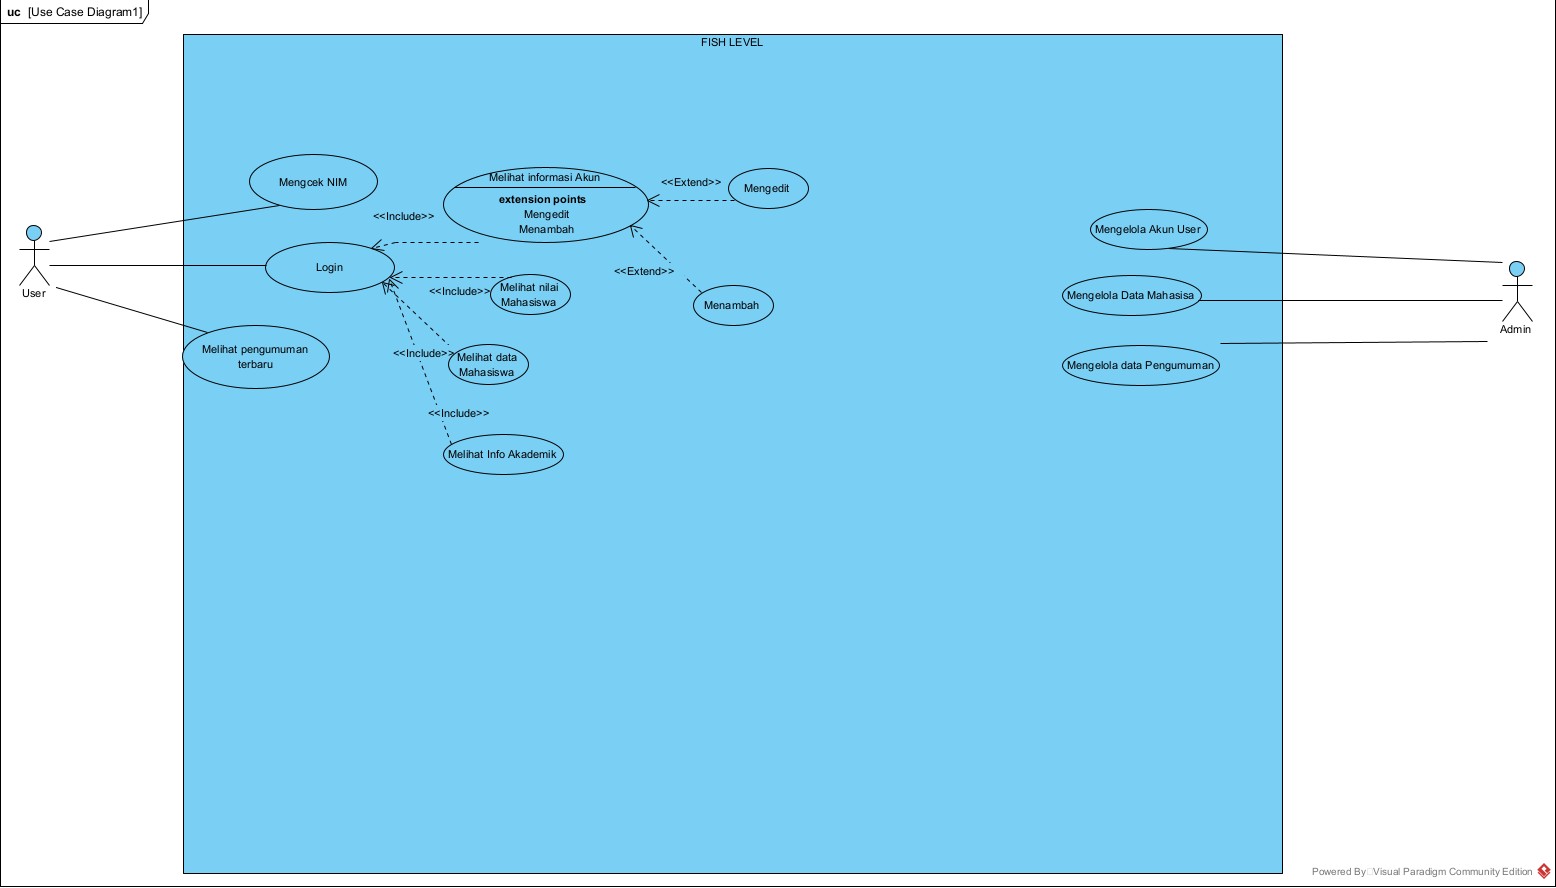 uc [Use Case Diagram1]
FISH LEVEL
Mengcek NIM
Melihat informasi Akun
extension points
Mengedit
Menambah
<<Extend>>
Mengedit
<<Include>>
User
Login
<<Include>>
Melihat nilai
Mahasiswa
<<Extend>>
Menambah
Melihat pengumuman
terbaru
<<Include>>
Melihat data
Mahasiswa
<<Include>>
Melihat Info Akademik
Mengelola Akun User
Mengelola Data Mahasisa
Mengelola data Pengumuman
Admin
Powered By Visual Paradigm Community Edition